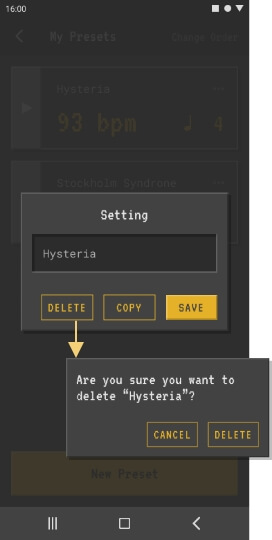 16:00
My Presets
Change Order
Hysteria
93 bpm
4
Stockholm Syndrone
Setting
Hysteria
DELETE
COPY
SAVE
Are you sure you want to
delete “Hysteria”?
CANCEL
DELETE
New Preset